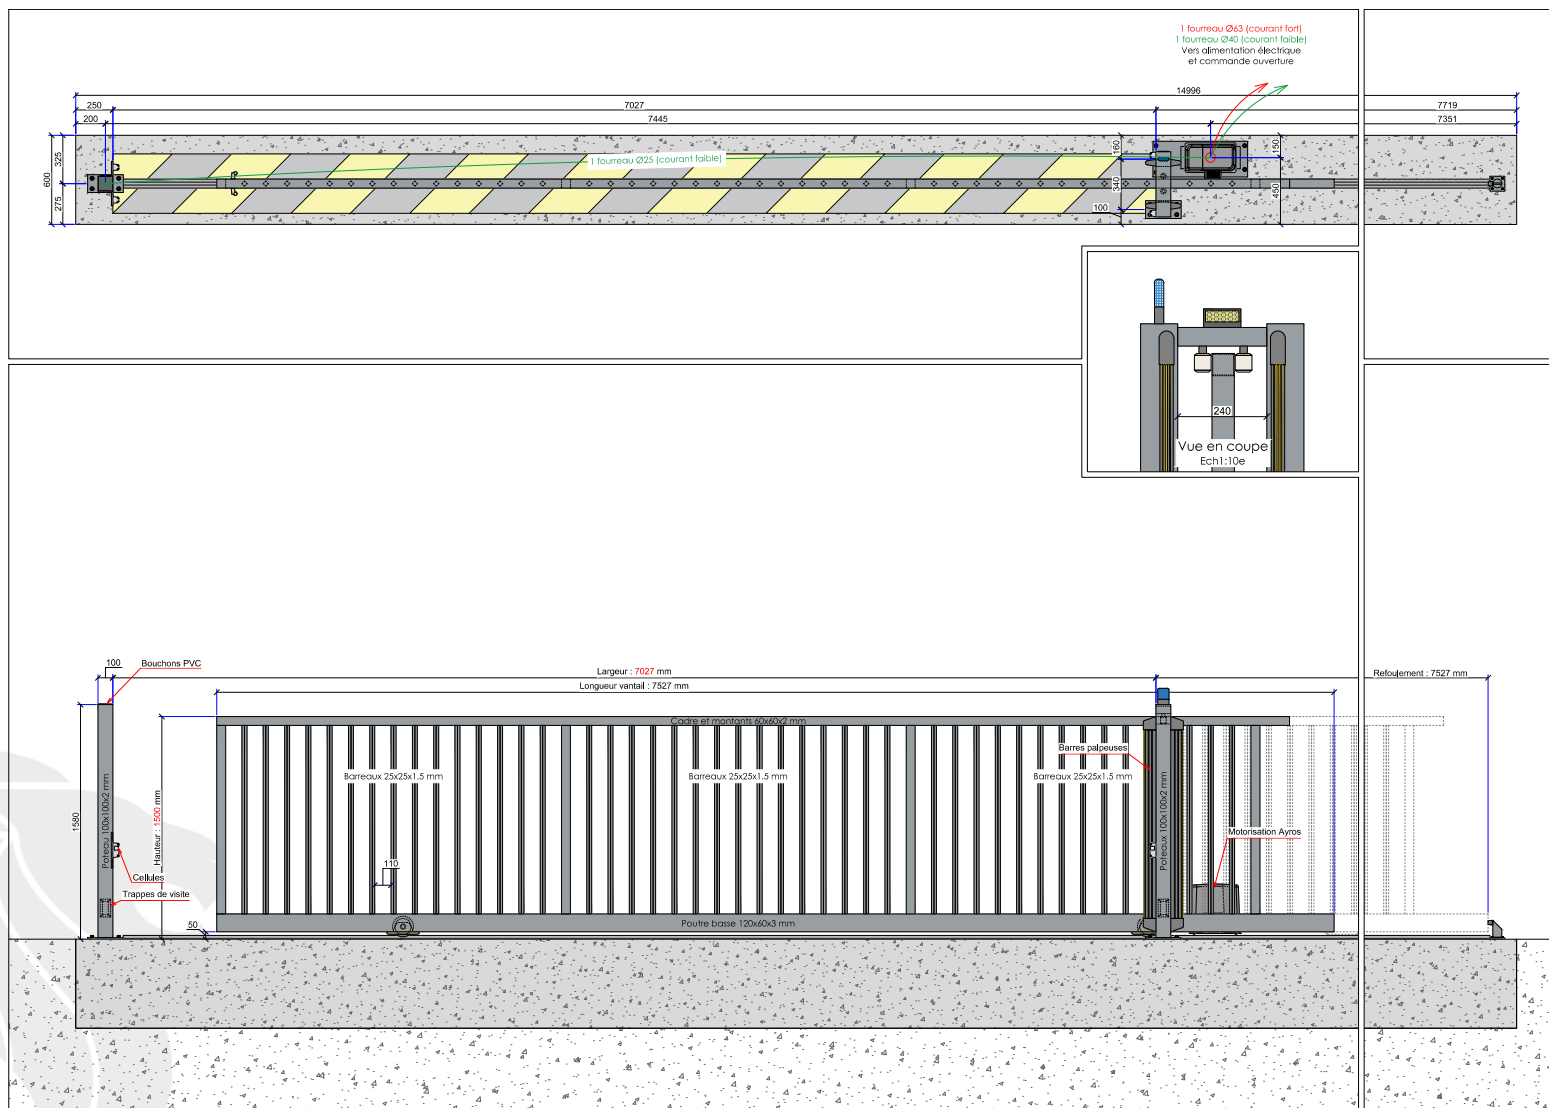 1 fourreau Ø63 (courant fort)
1 fourreau Ø40 (courant faible)
Vers alimentation électrique
et commande ouverture
14996
250
7027
7719
200
7445
7351
600
325
275
1 fourreau Ø25 (courant faible)
160
340
100
150
450
240
Vue en coupe
Ech1:10e
100
Bouchons PVC
Largeur : 7027 mm
Refoulement : 7527 mm
Longueur vantail : 7527 mm
Cadre et montants 60x60x2 mm
Barres palpeuses
Barreaux 25x25x1.5 mm
Barreaux 25x25x1.5 mm
Barreaux 25x25x1.5 mm
1580
Poteau 100x100x2 mm
Hauteur : 1500 mm
Poteaux 100x100x2 mm
Motorisation Ayros
110
Cellules
Trappes de visite
50
Poutre basse 120x60x3 mm